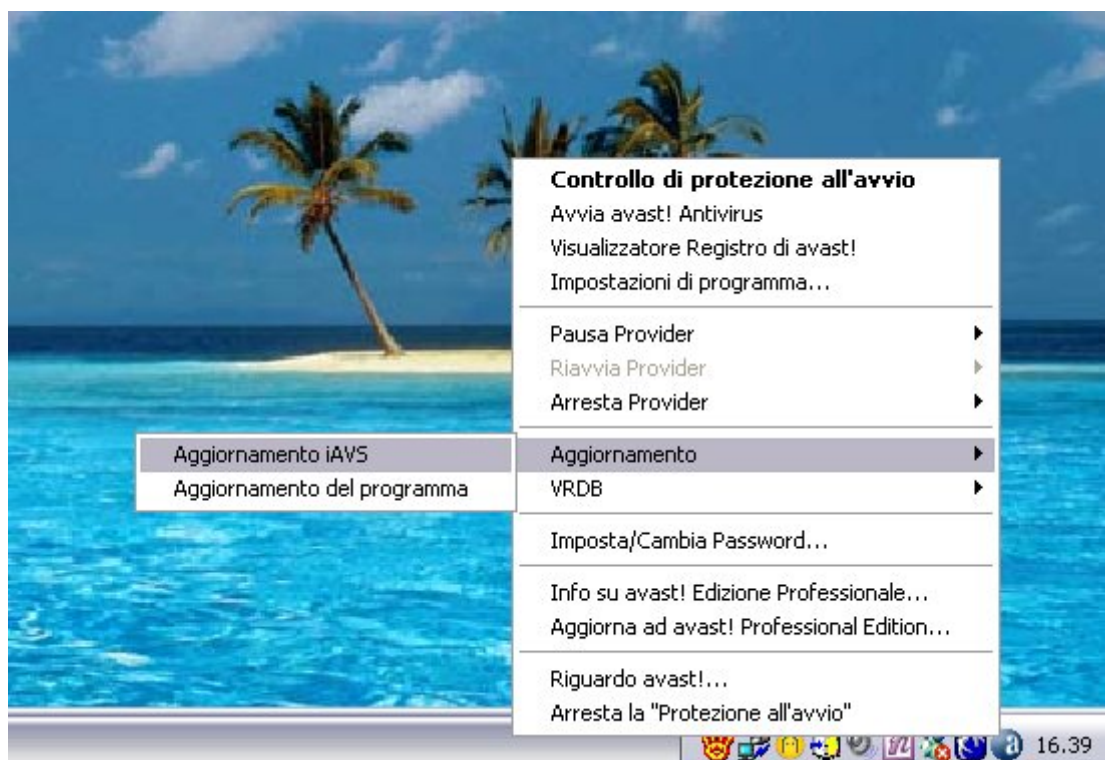 Controllo di protezione all'avvio
Avvia avast! Antivirus
Visualizzatore Registro di avast!
Impostazioni di programma...
Pausa Provider
Riavvia Provider
Arresta Provider
Aggiornamento
Aggiornamento iAVS
Aggiornamento del programma
VRDB
Imposta/Cambia Password...
Info su avast! Edizione Professionale...
Aggiorna ad avast! Professional Edition...
Riguardo avast!...
Arresta la "Protezione all'avvio"
16.39